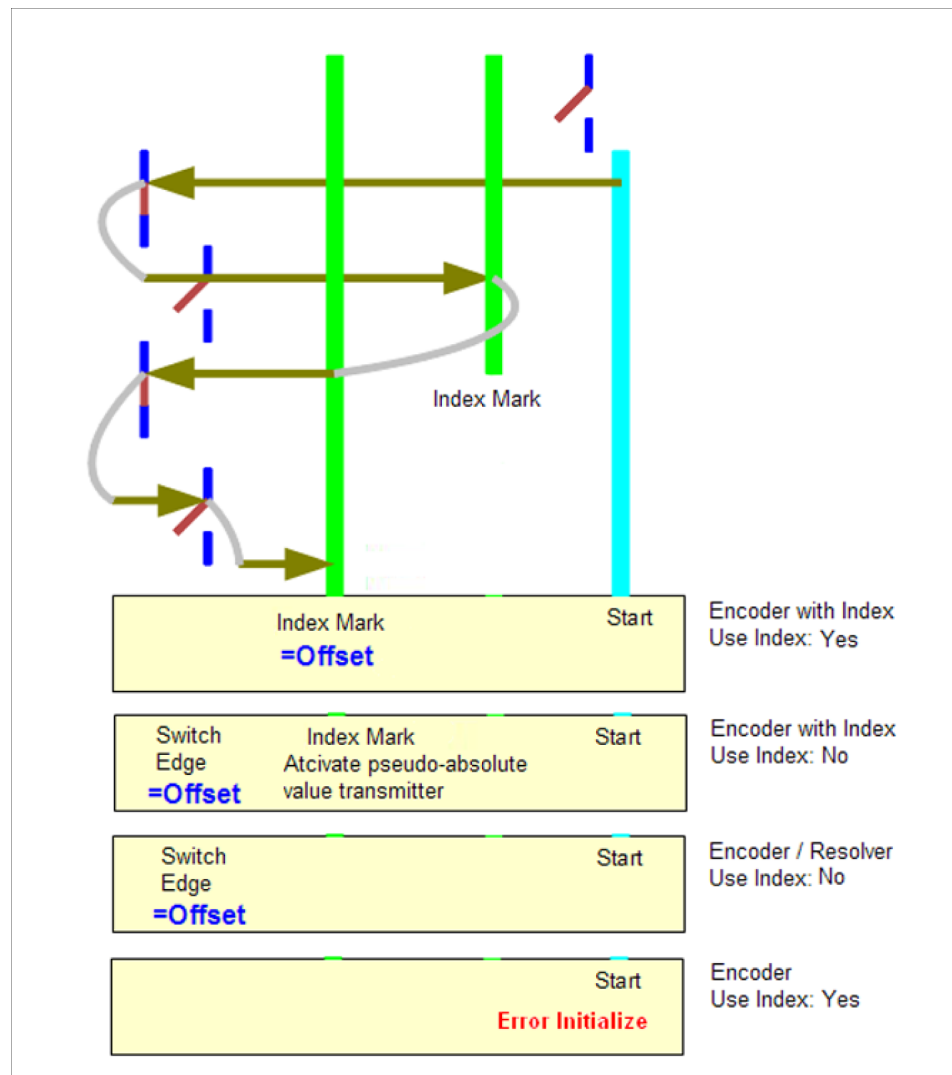 Index Mark
Index Mark
=Offset
Start
Encoder with Index
Use Index: Yes
Switch
Edge
=Offset
Index Mark
Atcivate pseudo-absolute
value transmitter
Start
Encoder with Index
Use Index: No
Switch
Edge
=Offset
Start
Encoder / Resolver
Use Index: No
Start
Error Initialize
Encoder
Use Index: Yes